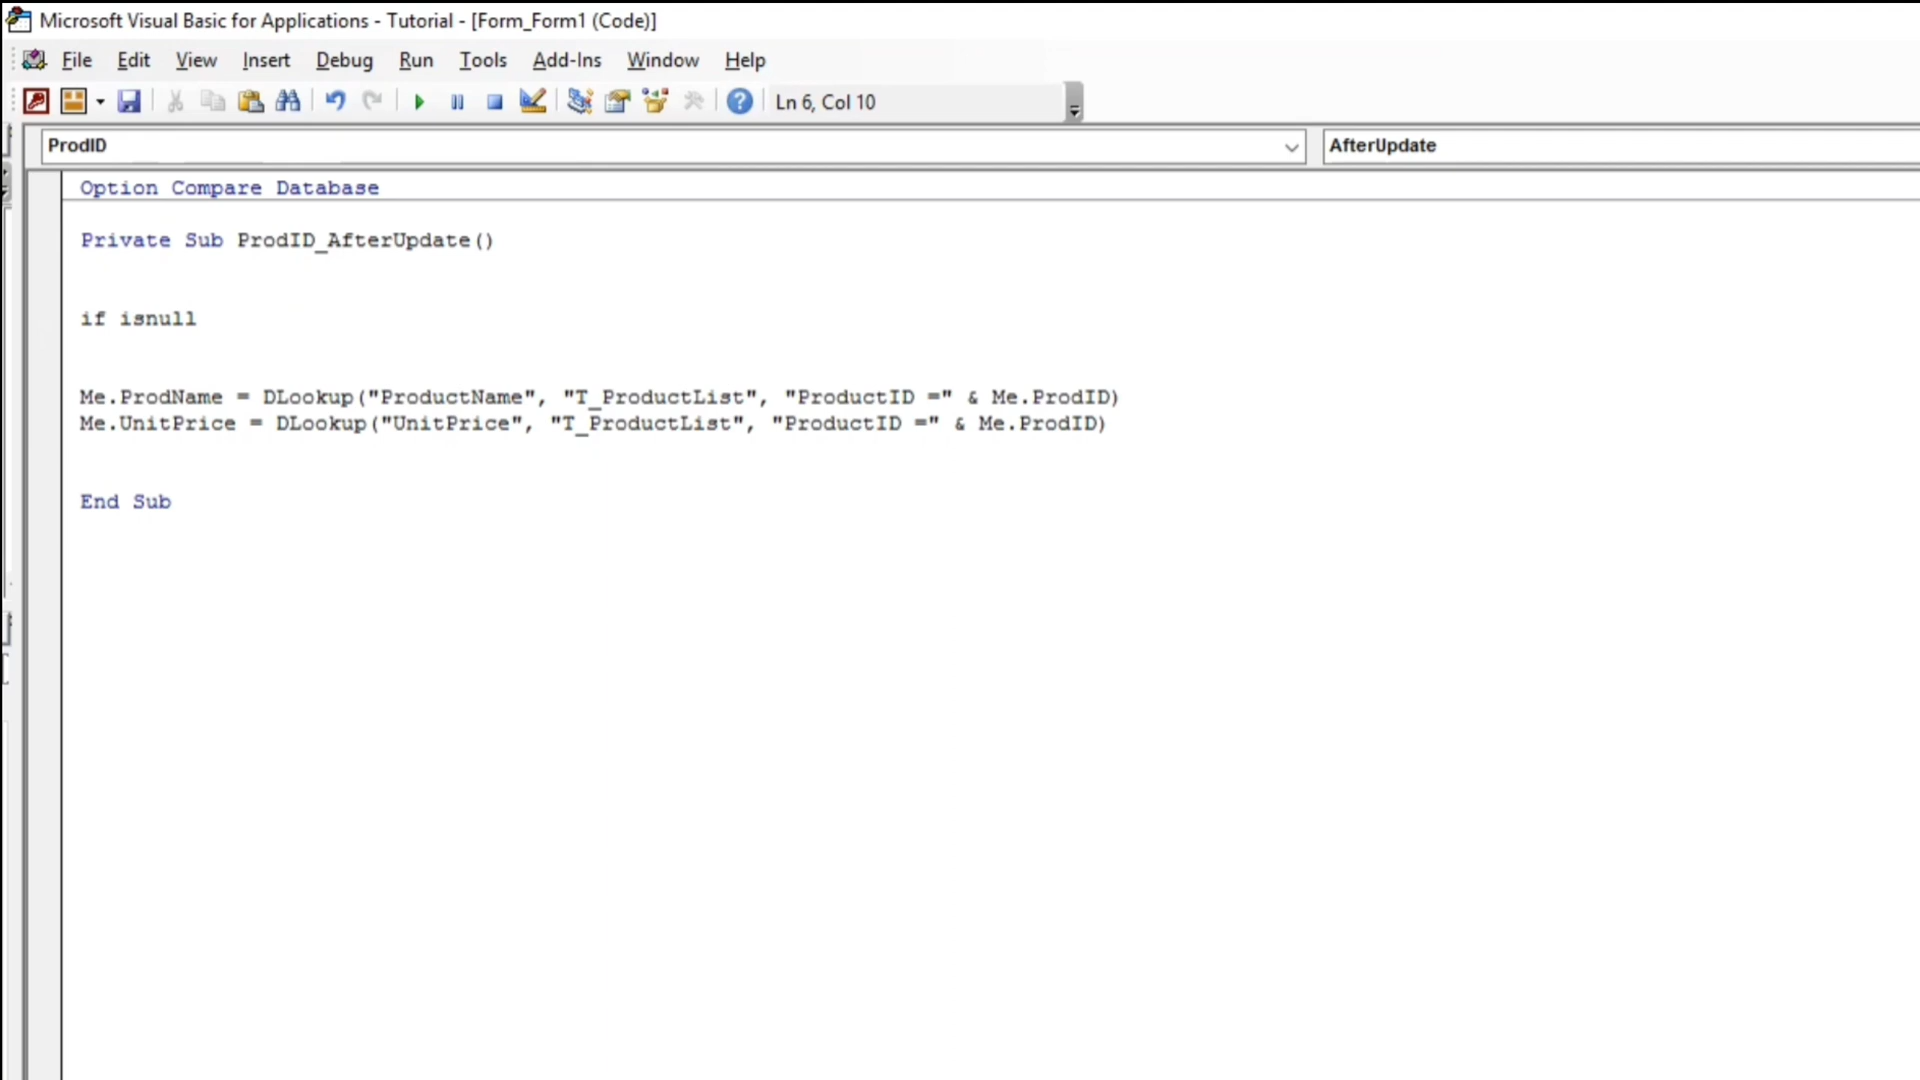 Microsoft Visual Basic for Applications - Tutorial - [Form_Form1 (Code)]
File Edit View Insert Debug Run Tools Add-Ins Window Help
Ln 6, Col 10
ProdID AfterUpdate
Option Compare Database
Private Sub ProdID_AfterUpdate()
if isnull
Me.ProdName = DLookup("ProductName", "T_ProductList", "ProductID =" & Me.ProdID)
Me.UnitPrice = DLookup("UnitPrice", "T_ProductList", "ProductID =" & Me.ProdID)
End Sub